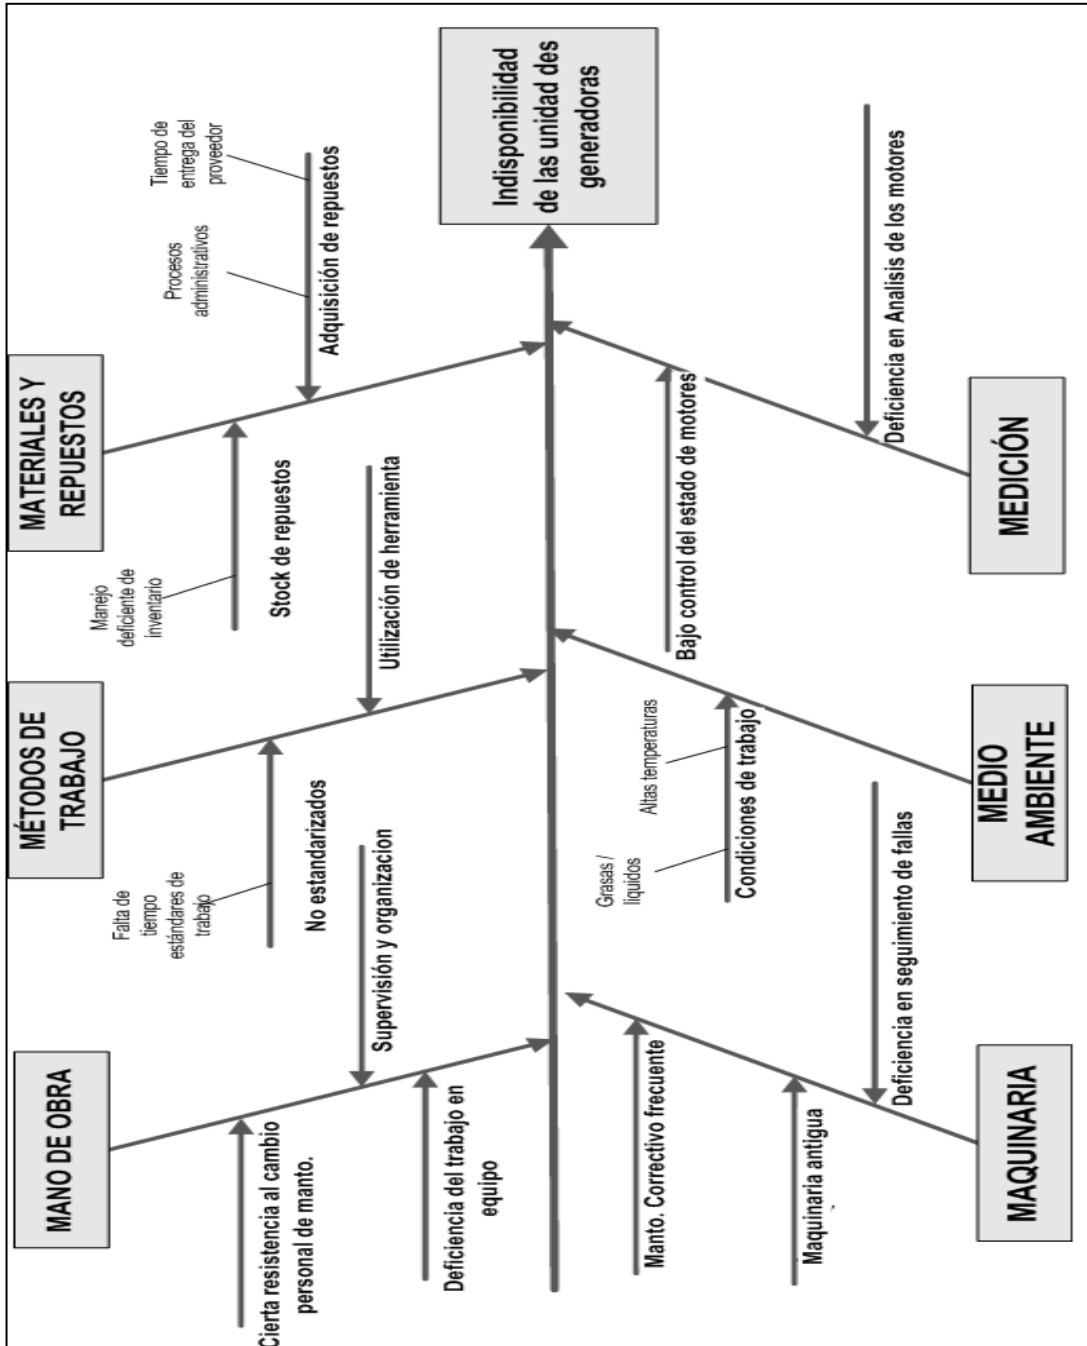 MANO DE OBRA
MÉTODOS DE
TRABAJO
MATERIALES Y
REPUESTOS
Cierta resistencia al cambio
personal de manto.
Supervisión y organizacion
Deficiencia del trabajo en
equipo
Falta de
tiempo
estándares de
trabajo
No estandarizados
Utilización de herramienta
Manejo
deficiente de
inventario
Stock de repuestos
Procesos
administrativos
Tiempo de
entrega del
proveedor
Adquisición de repuestos
Indisponibilidad
de las unidad des
generadoras
Manto. Correctivo frecuente
Maquinaria antigua
Deficiencia en seguimiento de fallas
Grasas /
liquidos
Altas temperaturas
Condiciones de trabajo
Bajo control del estado de motores
Deficiencia en Analisis de los motores
MAQUINARIA
MEDIO
AMBIENTE
MEDICIÓN